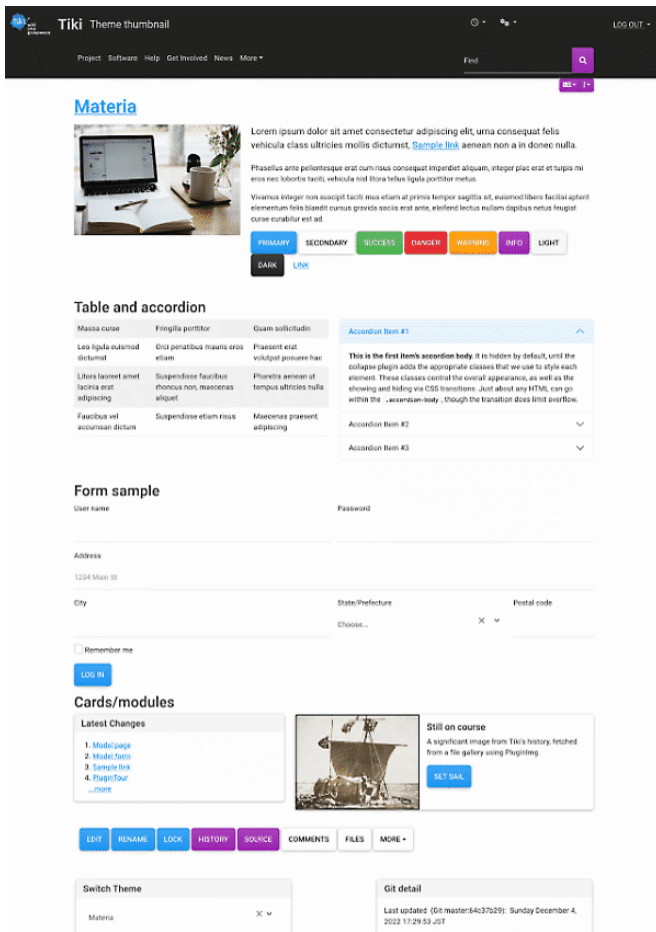 tiki
Tiki Theme thumbnail
LOG OUT
Project Software Help Get Involved News More
Find
Materia
Lorem ipsum dolor sit amet consectetur adipiscing elit, urna consequat felis
vehicula class ultricies mollis dictumst, Sample link aenean non a in donec nulla.
Phasellus ante pellentesque erat cum risus consequat imperdiet aliquam, integer plac erat et turpis mi
eros nec lobortis taciti, vehicula nisl litora tellus ligula porttitor metus.
Vivamus integer non suscipit taciti mus etiam at primis tempor sagittis sit, euismod libero facilisi aptent
elementum felis blandit cursus gravida sociis erat ante, eleifend lectus nullam dapibus netus feugiat
curae curabitur est ad.
PRIMARY SECONDARY SUCCESS DANGER WARNING INFO LIGHT
DARK LINK
Table and accordion
Massa curae Fringilla porttitor Quam sollicitudin
Leo ligula euismod Orci penatibus mauris eros Praesent erat
dictumst etiam volutpat posuere hac
Litora laoreet amet Suspendisse faucibus Pharetra aenean ut
lacinia erat rhoncus non, maecenas tempus ultricies nulla
adipiscing aliquet
Faucibus vel Suspendisse etiam risus Maecenas praesent
accumsan dictum adipiscing
Accordion Item #1
This is the first item's accordion body. It is hidden by default, until the
collapse plugin adds the appropriate classes that we use to style each
element. These classes control the overall appearance, as well as the
showing and hiding via CSS transitions. Just about any HTML can go
within the .accordion-body , though the transition does limit overflow.
Accordion Item #2
Accordion Item #3
Form sample
User name Password
Address
1234 Main St
City State/Prefecture Postal code
Choose...
Remember me
LOG IN
Cards/modules
Latest Changes
1. Model page
2. Model form
3. Sample link
4. PluginTour
...more
Still on course
A significant image from Tiki's history, fetched
from a file gallery using PluginImg.
SET SAIL
EDIT RENAME LOCK HISTORY SOURCE COMMENTS FILES MORE
Switch Theme
Materia
Git detail
Last updated (Git master:64c37b29): Sunday December 4,
2022 17:29:53 JST